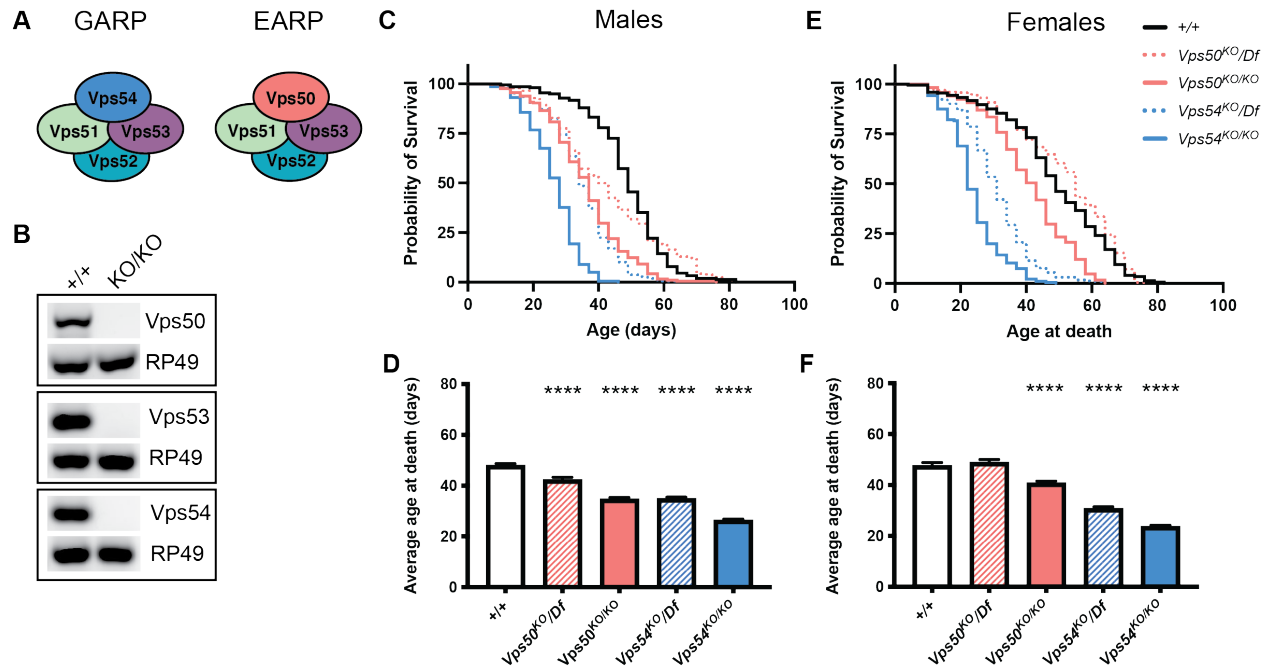 A GARP EARP
Vps54
Vps51 Vps53
Vps52
Vps50
Vps51 Vps53
Vps52
B
+/+ KO/KO
Vps50
RP49
Vps53
RP49
Vps54
RP49
C Males
Probability of Survival
100
75
50
25
0
0 20 40 60 80 100
Age (days)
E Females
Probability of Survival
100
75
50
25
0
0 20 40 60 80 100
Age at death
+/+
Vps50KO/Df
Vps50KO/KO
Vps54KO/Df
Vps54KO/KO
D
Average age at death (days)
80
60
40
20
0
**** **** **** ****
+/+ Vps50KO/Df Vps50KO/KO Vps54KO/Df Vps54KO/KO
F
Average age at death (days)
80
60
40
20
0
**** **** ****
+/+ Vps50KO/Df Vps50KO/KO Vps54KO/Df Vps54KO/KO